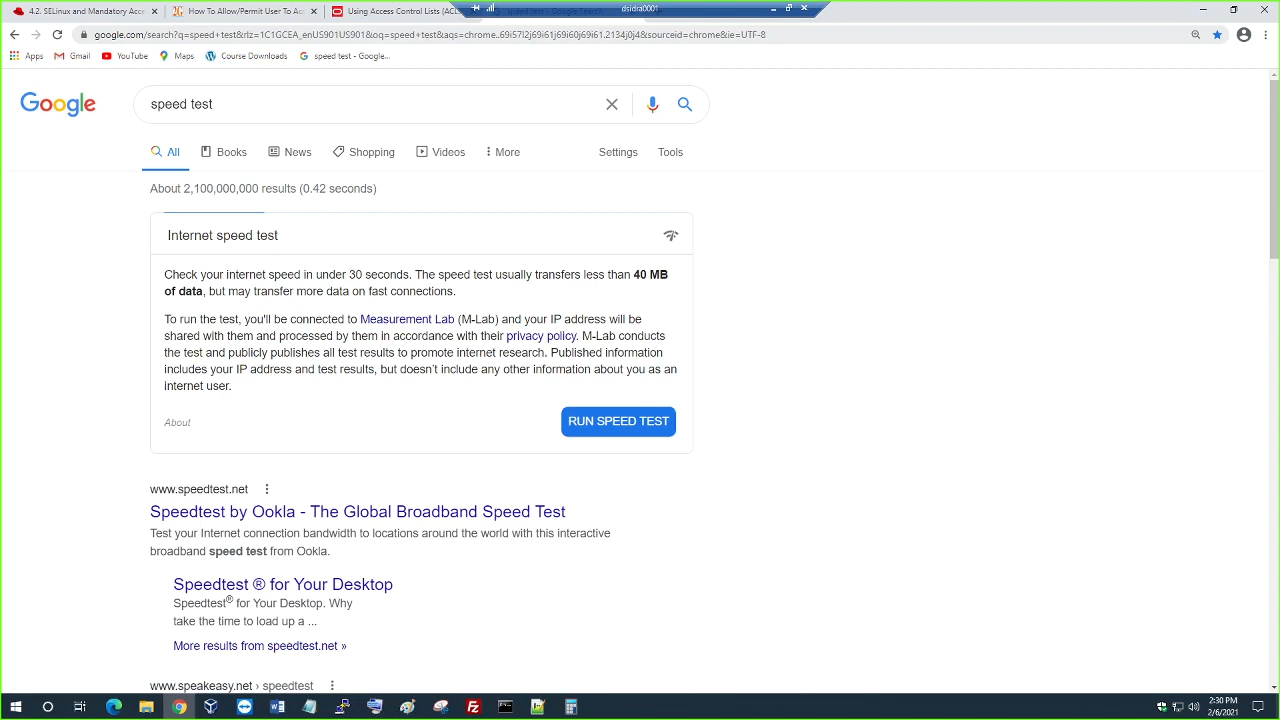 4.2. SELinux and Mandatory Acce
How To Allow/Permit User To Acc
Using Access Control Lists (ACL
speed test - Google Search
dsidra0001
google.com/search?q=speed+test&rlz=1C1GCEA_enUS901US901&oq=speed+test&aqs=chrome..69i57l2j69i61j69i60j69i61.2134j0j4&sourceid=chrome&ie=UTF-8
Apps
Gmail
YouTube
Maps
Course Downloads
speed test - Google...
Google
speed test
All
Books
News
Shopping
Videos
More
Settings
Tools
About 2,100,000,000 results (0.42 seconds)
Internet speed test
Check your internet speed in under 30 seconds. The speed test usually transfers less than 40 MB
of data, but may transfer more data on fast connections.
To run the test, you'll be connected to Measurement Lab (M-Lab) and your IP address will be
shared with them and processed by them in accordance with their privacy policy. M-Lab conducts
the test and publicly publishes all test results to promote internet research. Published information
includes your IP address and test results, but doesn't include any other information about you as an
internet user.
About
RUN SPEED TEST
www.speedtest.net
Speedtest by Ookla - The Global Broadband Speed Test
Test your Internet connection bandwidth to locations around the world with this interactive
broadband speed test from Ookla.
Speedtest ® for Your Desktop
Speedtest® for Your Desktop. Why
take the time to load up a ...
More results from speedtest.net »
www.speakeasy.net › speedtest
2:30 PM
2/6/2021